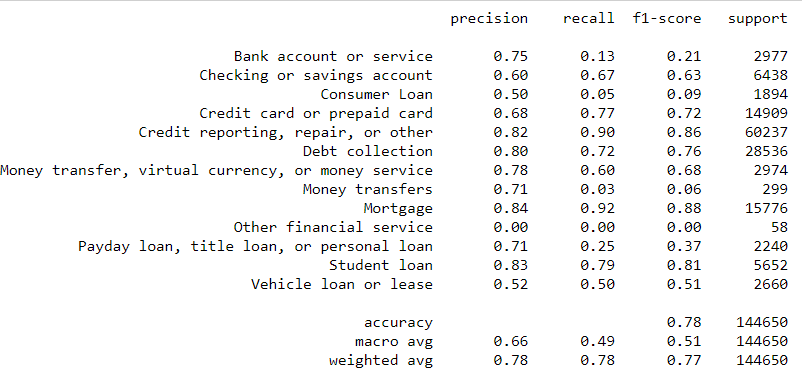 precision recall f1-score support
Bank account or service 0.75 0.13 0.21 2977
Checking or savings account 0.60 0.67 0.63 6438
Consumer Loan 0.50 0.05 0.09 1894
Credit card or prepaid card 0.68 0.77 0.72 14909
Credit reporting, repair, or other 0.82 0.90 0.86 60237
Debt collection 0.80 0.72 0.76 28536
Money transfer, virtual currency, or money service 0.78 0.60 0.68 2974
Money transfers 0.71 0.03 0.06 299
Mortgage 0.84 0.92 0.88 15776
Other financial service 0.00 0.00 0.00 58
Payday loan, title loan, or personal loan 0.71 0.25 0.37 2240
Student loan 0.83 0.79 0.81 5652
Vehicle loan or lease 0.52 0.50 0.51 2660
accuracy 0.78 144650
macro avg 0.66 0.49 0.51 144650
weighted avg 0.78 0.78 0.77 144650